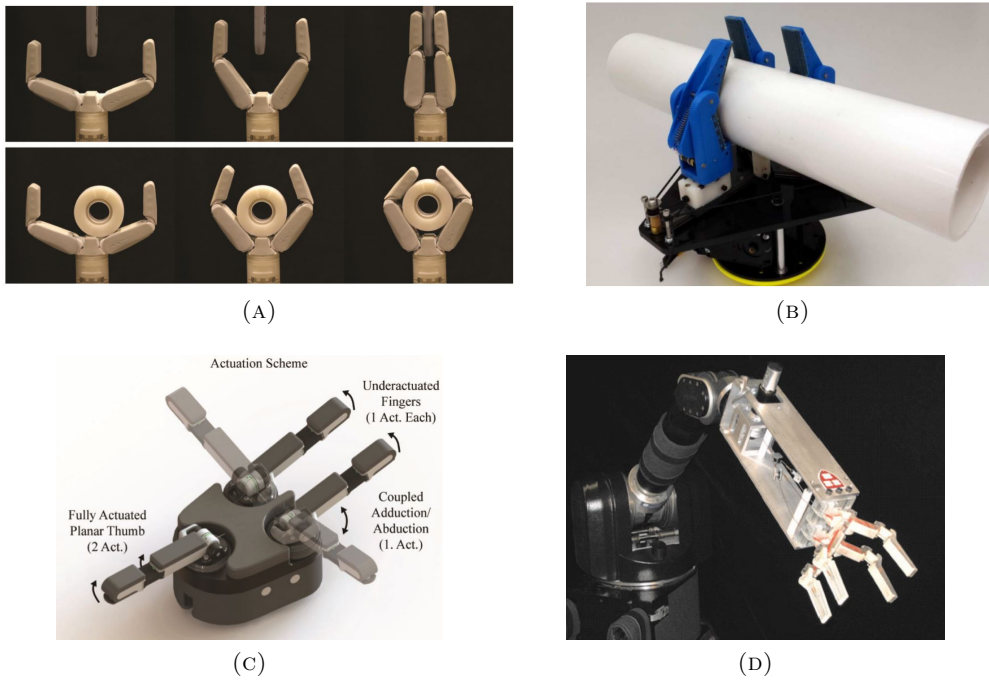 (A)
(B)
Actuation Scheme
Underactuated
Fingers
(1 Act. Each)
Fully Actuated
Planar Thumb
(2 Act.)
Coupled
Adduction/
Abduction
(1. Act.)
(C)
(D)